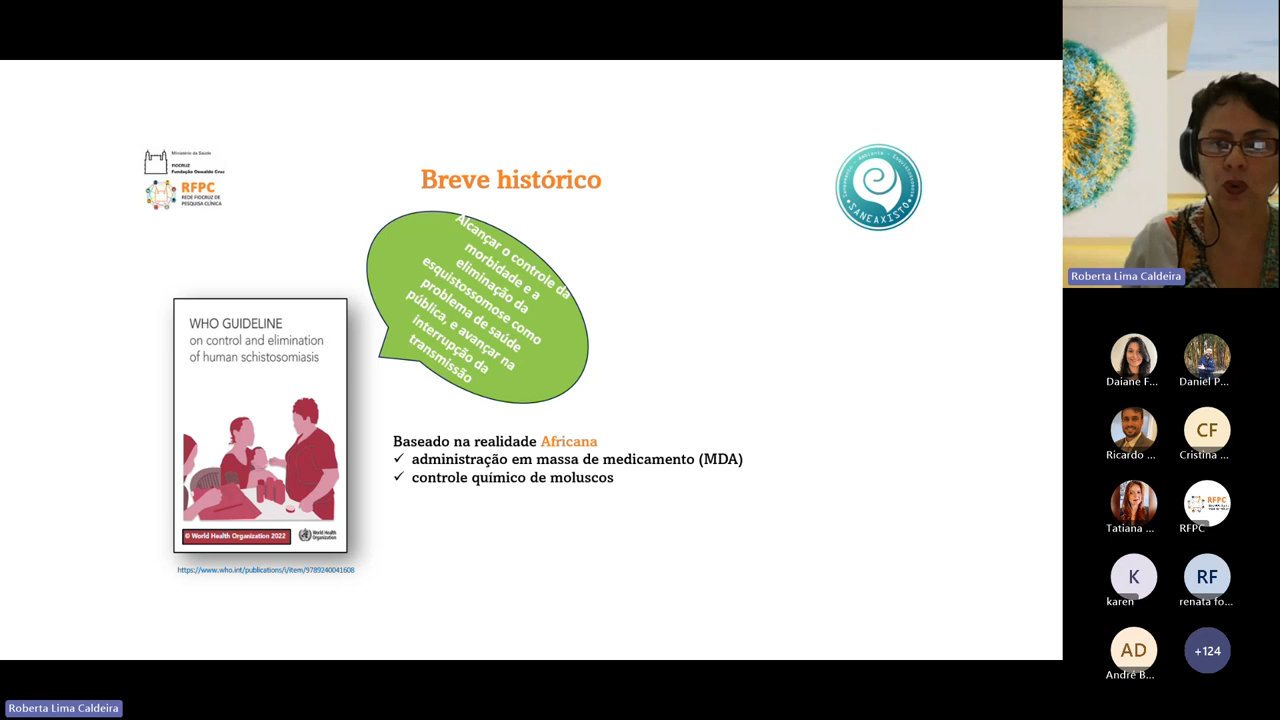 Ministério da Saúde
FIOCRUZ
Fundação Oswaldo Cruz
RFPC
REDE FIOCRUZ DE
PESQUISA CLÍNICA
Breve histórico
SANEAXISTO
Alcançar o controle da
morbidade e a
eliminação da
esquistossomose como
problema de saúde
pública, e avançar na
interrupção da
transmissão
WHO GUIDELINE
on control and elimination
of human schistosomiasis
© World Health Organization 2022
World Health
Organization
https://www.who.int/publications/i/item/9789240041608
Baseado na realidade Africana
✓ administração em massa de medicamento (MDA)
✓ controle químico de moluscos
Roberta Lima Caldeira
Daiane F...
Daniel P...
Ricardo ...
CF
Cristina ...
Tatiana ...
RFPC
RFPC
K
karen
RF
renata fo...
AD
André B...
+124
Roberta Lima Caldeira